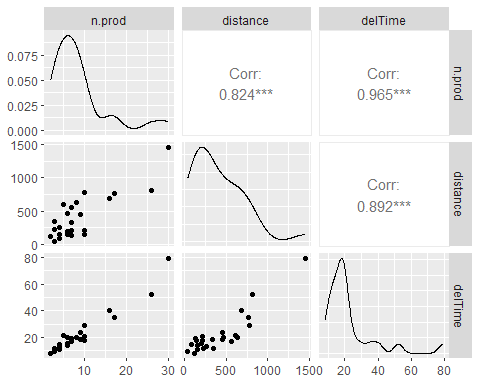 n.prod distance delTime
0.075
0.050
0.025
0.000
Corr:
0.824***
Corr:
0.965***
n.prod
1500
1000
500
0
Corr:
0.892***
distance
80
60
40
20
delTime
10 20 30 0 500 1000 1500 20 40 60 80